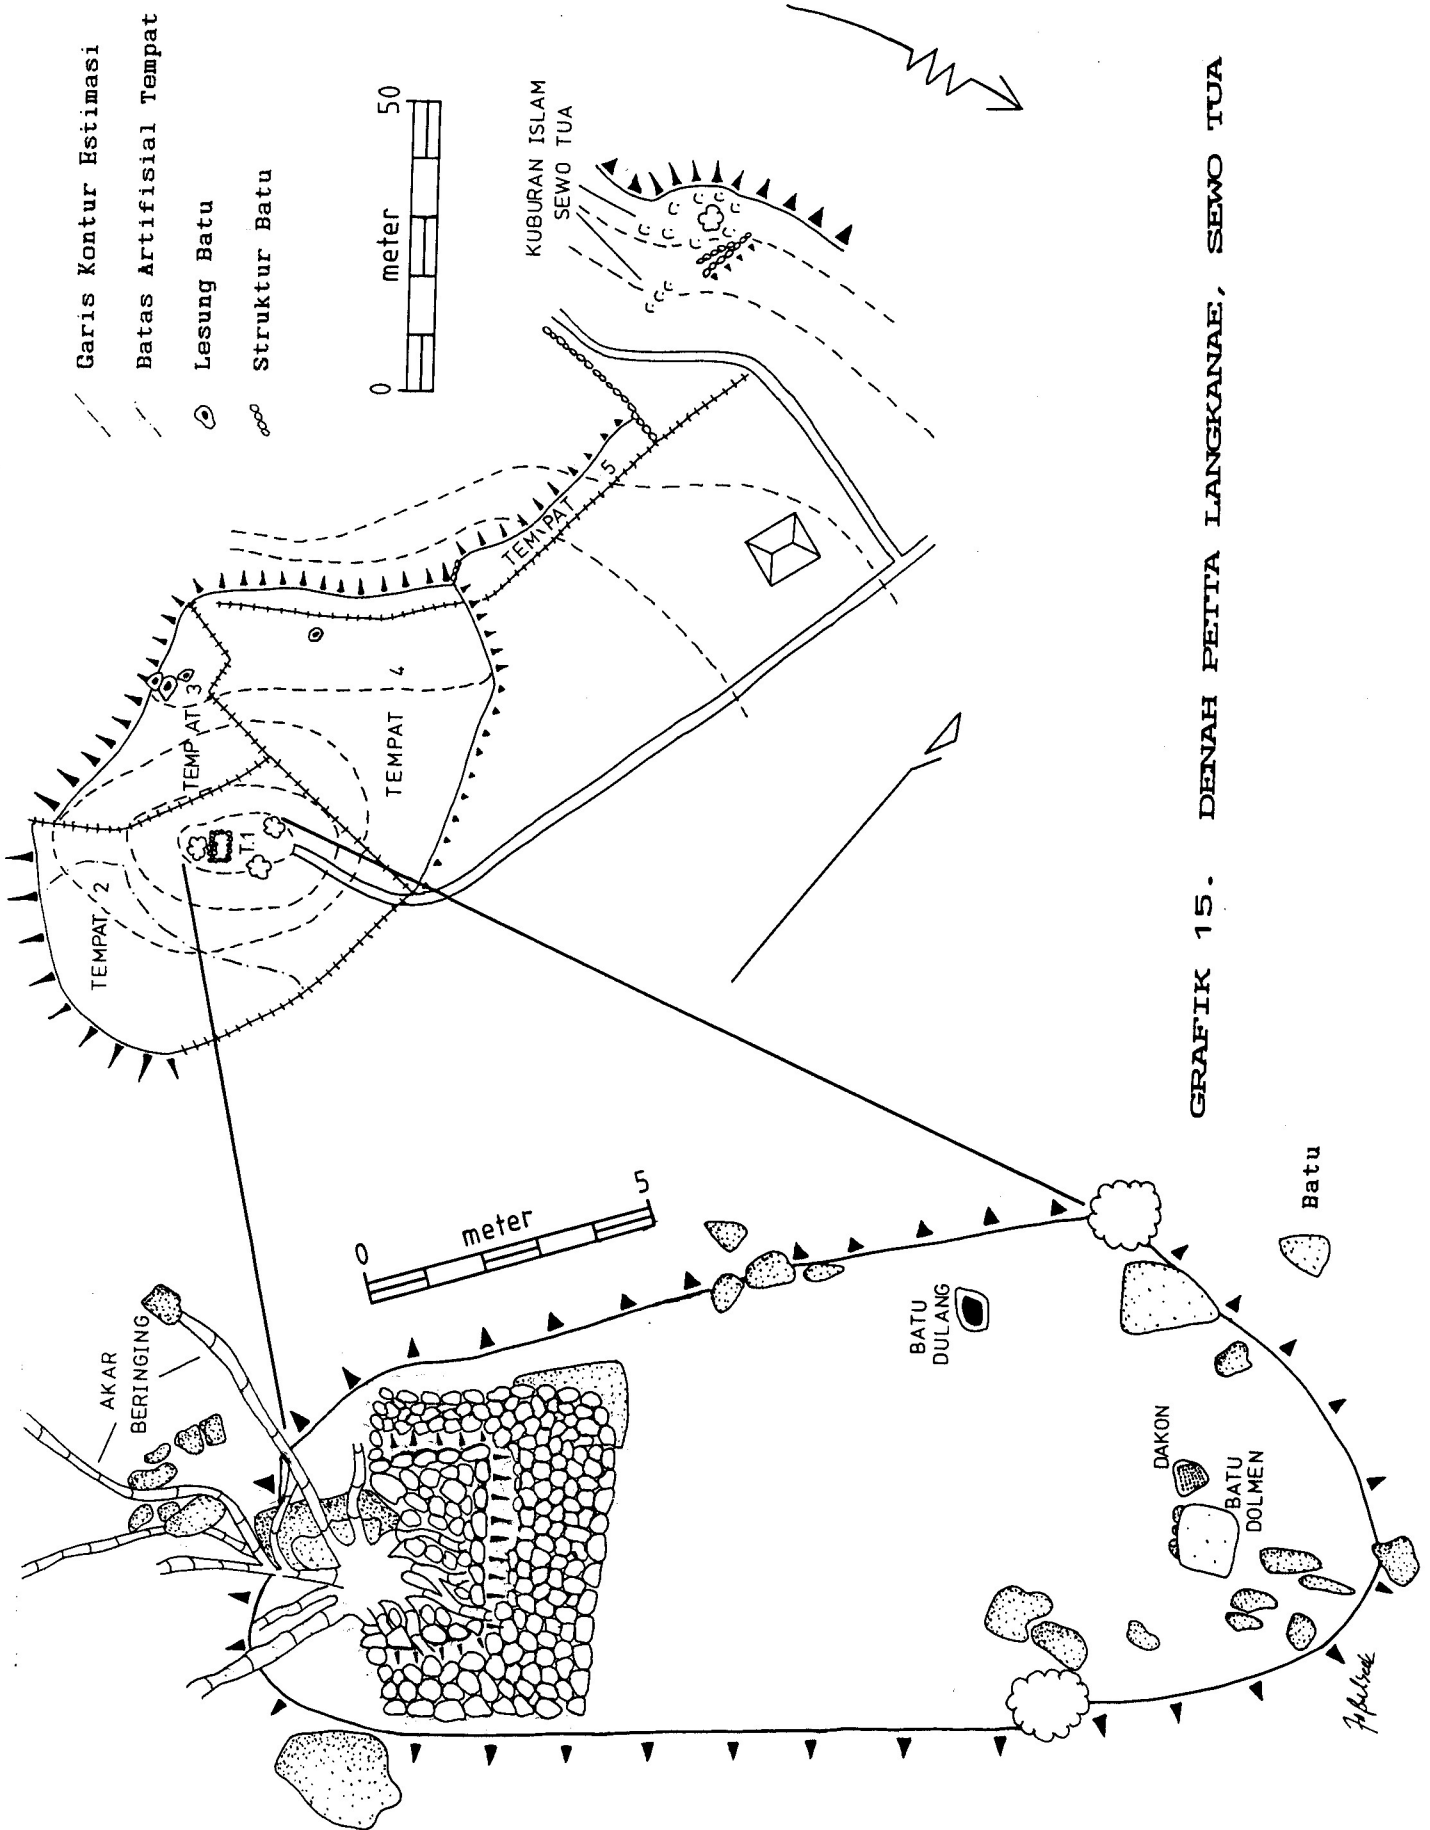 Garis Kontur Estimasi
Batas Artifisial Tempat
Lesung Batu
Struktur Batu
0 50
meter
KUBURAN ISLAM
SEWO TUA
TEMPAT 5
TEMPAT 4
TEMPAT 3
TEMPAT 2
T.1
AKAR
BERINGING
0 5
meter
BATU
DULANG
DAKON
BATU
DOLMEN
Batu
GRAFIK 15. DENAH PETTA LANGKANAE, SEWO TUA